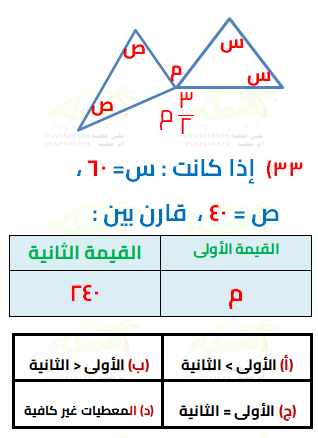 س
ص
م
س
ص
٣/٢ م
٣٣) إذا كانت : س= ٦٠ ،
ص = ٤٠ ، قارن بين :
القيمة الأولى
القيمة الثانية
م
٢٤٠
(أ) الأولى > الثانية
(ب) الأولى < الثانية
(ج) الأولى = الثانية
(د) المعطيات غير كافية